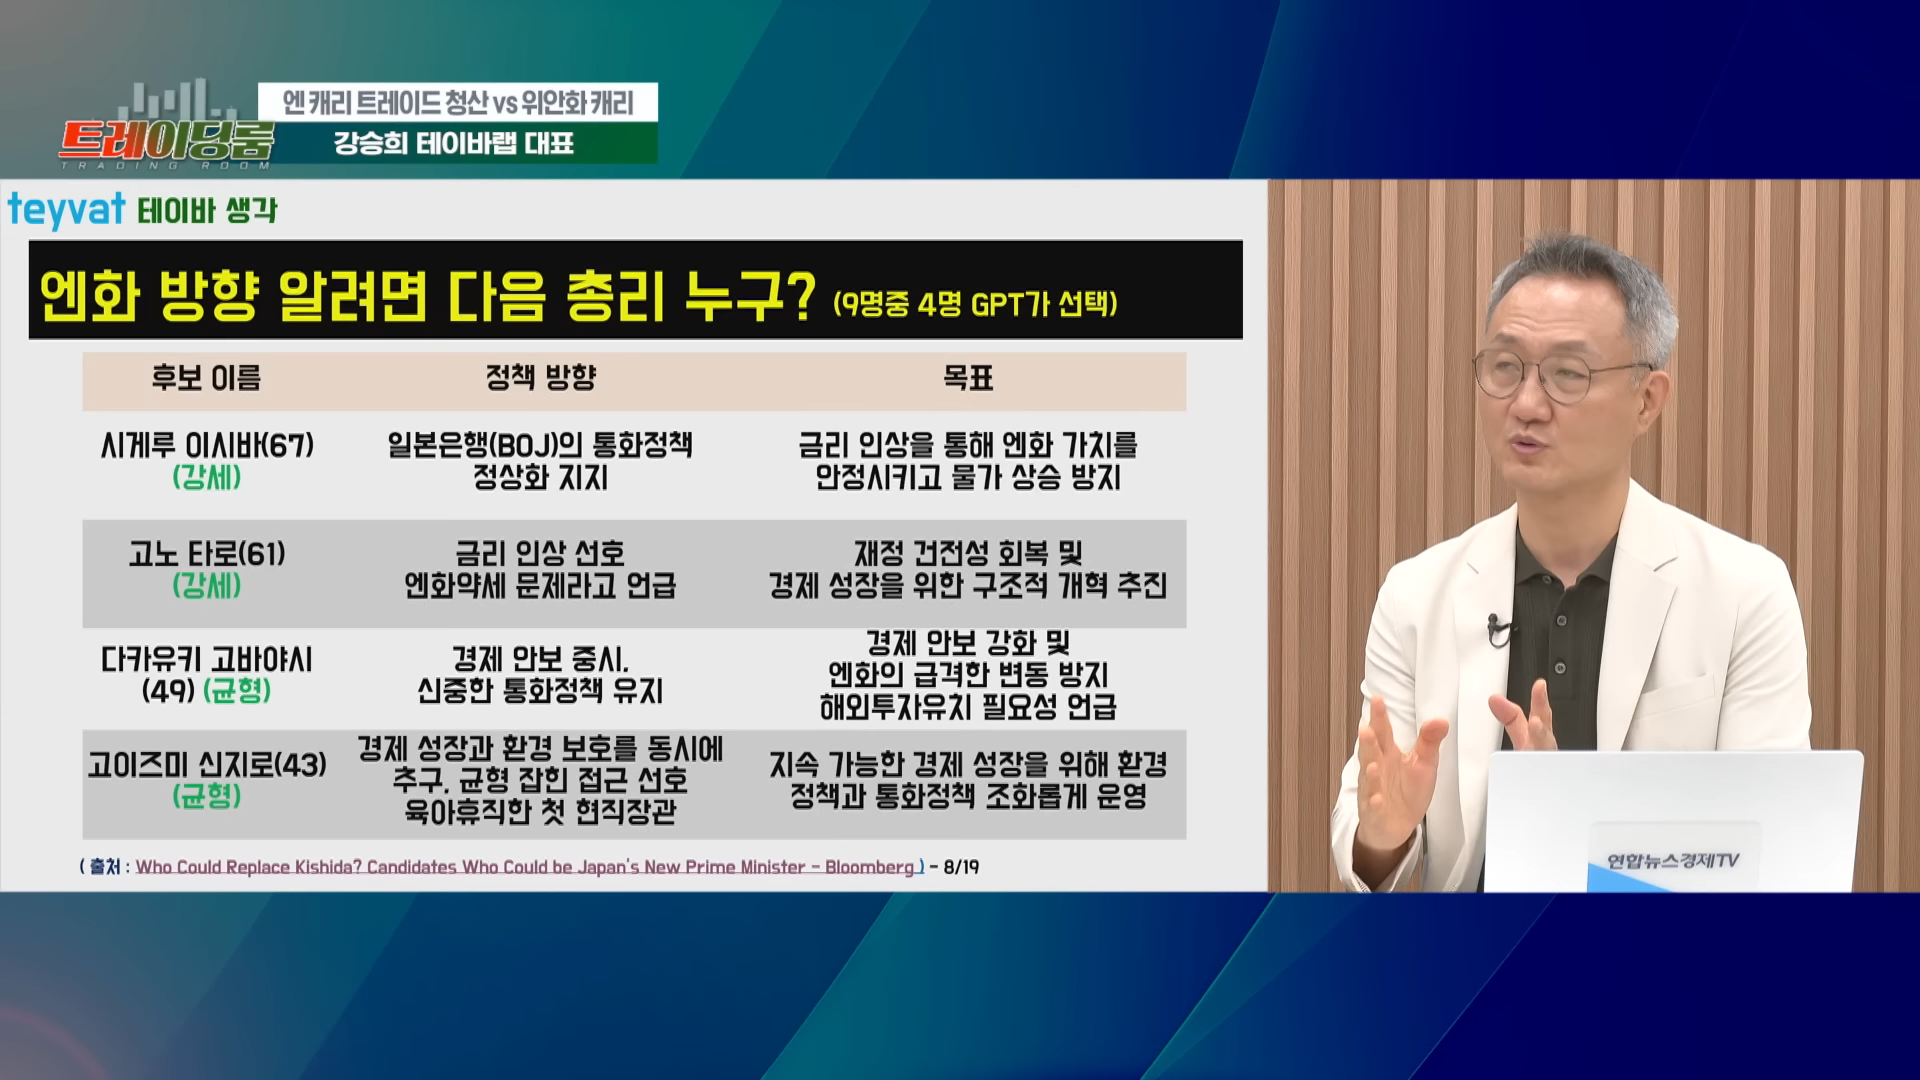 엔 캐리 트레이드 청산 vs 위안화 캐리
트레이딩룸
TRADING ROOM
강승희 테이바랩 대표
teyvat 테이바 생각
엔화 방향 알려면 다음 총리 누구? (9명중 4명 GPT가 선택)
후보 이름 정책 방향 목표
시게루 이시바(67)
(강세)
일본은행(BOJ)의 통화정책
정상화 지지
금리 인상을 통해 엔화 가치를
안정시키고 물가 상승 방지
고노 타로(61)
(강세)
금리 인상 선호
엔화약세 문제라고 언급
재정 건전성 회복 및
경제 성장을 위한 구조적 개혁 추진
다카유키 고바야시
(49) (균형)
경제 안보 중시,
신중한 통화정책 유지
경제 안보 강화 및
엔화의 급격한 변동 방지
해외투자유치 필요성 언급
고이즈미 신지로(43)
(균형)
경제 성장과 환경 보호를 동시에
추구, 균형 잡힌 접근 선호
육아휴직한 첫 현직장관
지속 가능한 경제 성장을 위해 환경
정책과 통화정책 조화롭게 운영
( 출처 : Who Could Replace Kishida? Candidates Who Could be Japan's New Prime Minister - Bloomberg ) - 8/19
연합뉴스경제TV